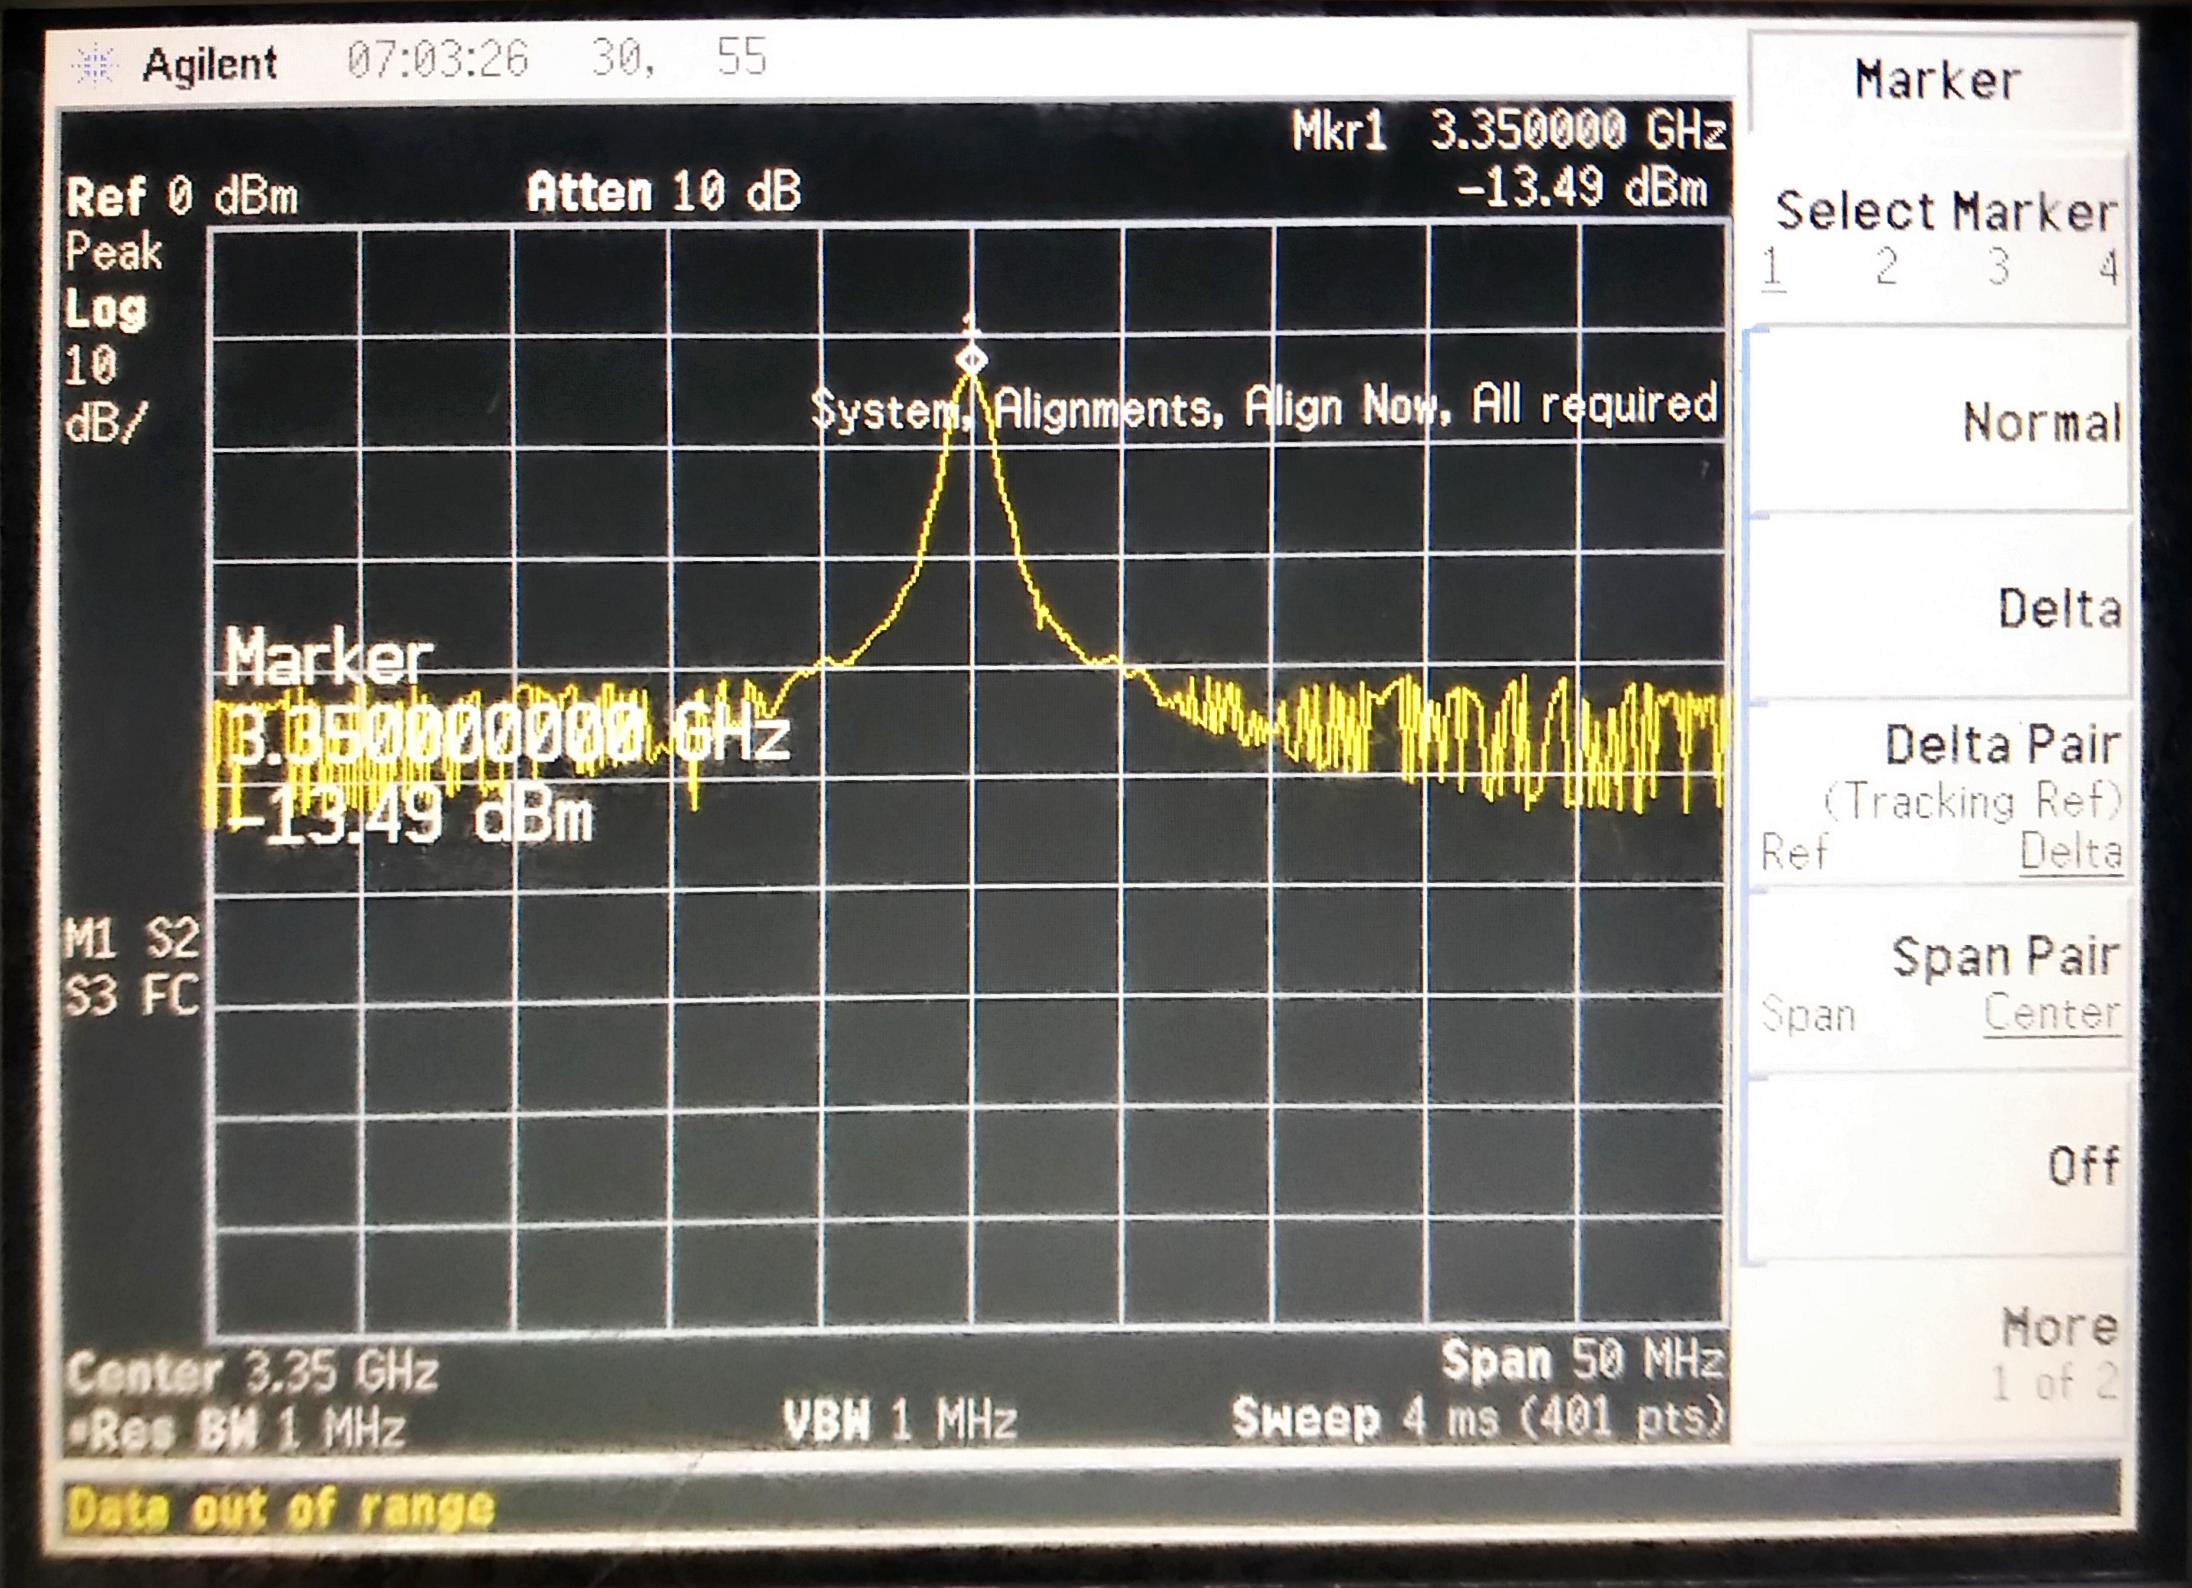 Agilent 07:03:26 30, 55
Mkr1 3.350000 GHz
Ref 0 dBm Atten 10 dB -13.49 dBm
Peak
Log
10
dB/
System, Alignments, Align Now, All required
Marker
3.350000000 GHz
-13.49 dBm
M1 S2
S3 FC
Center 3.35 GHz Span 50 MHz
Res BW 1 MHz VBW 1 MHz Sweep 4 ms (401 pts)
Data out of range
Marker
Select Marker
1 2 3 4
Normal
Delta
Delta Pair
(Tracking Ref)
Ref Delta
Span Pair
Span Center
Off
More
1 of 2